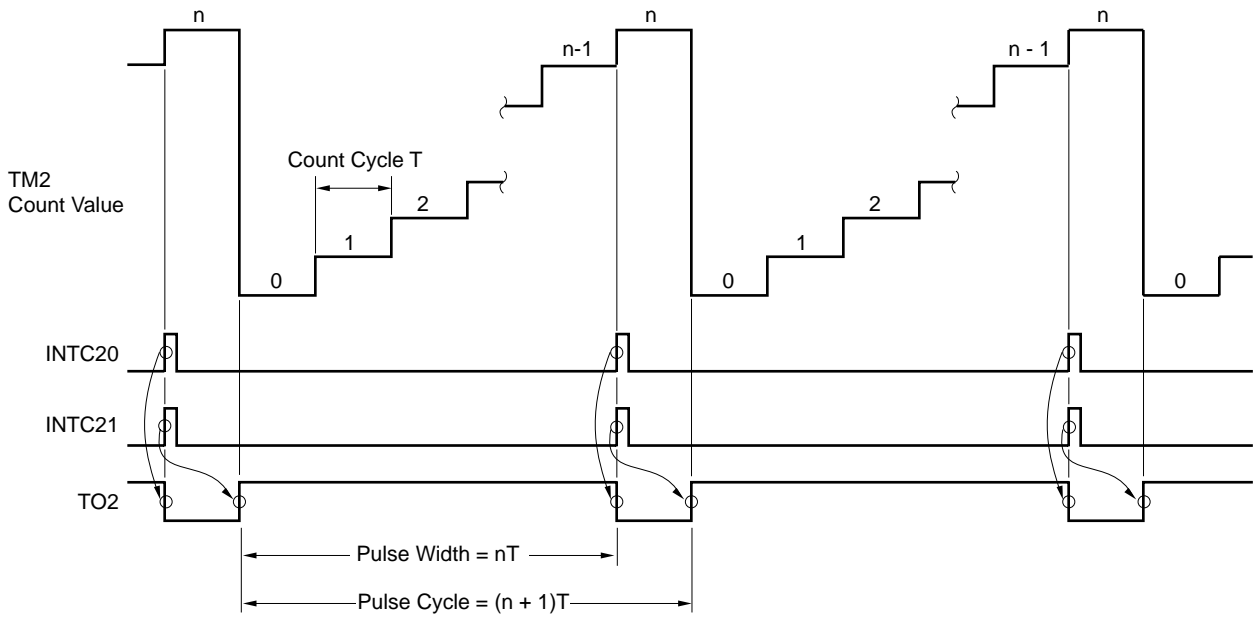 n
n
n
n-1
n - 1
Count Cycle T
TM2
Count Value
2
2
1
1
0
0
0
INTC20
INTC21
TO2
Pulse Width = nT
Pulse Cycle = (n + 1)T